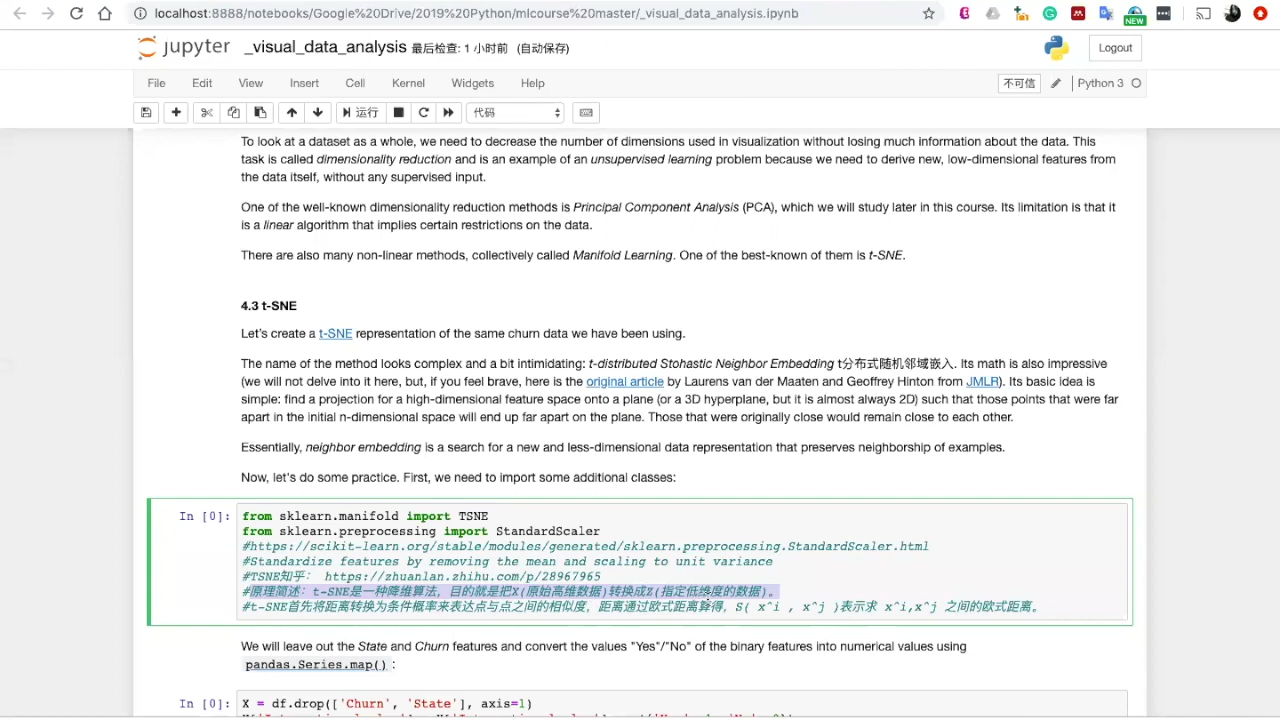 localhost:8888/notebooks/Google%20Drive/2019%20Python/mlcourse%20master/_visual_data_analysis.ipynb
NEW
jupyter _visual_data_analysis 最后检查: 1 小时前 (自动保存)
Logout
File Edit View Insert Cell Kernel Widgets Help
不可信 Python 3
运行 代码
To look at a dataset as a whole, we need to decrease the number of dimensions used in visualization without losing much information about the data. This
task is called dimensionality reduction and is an example of an unsupervised learning problem because we need to derive new, low-dimensional features from
the data itself, without any supervised input.
One of the well-known dimensionality reduction methods is Principal Component Analysis (PCA), which we will study later in this course. Its limitation is that it
is a linear algorithm that implies certain restrictions on the data.
There are also many non-linear methods, collectively called Manifold Learning. One of the best-known of them is t-SNE.
4.3 t-SNE
Let's create a t-SNE representation of the same churn data we have been using.
The name of the method looks complex and a bit intimidating: t-distributed Stohastic Neighbor Embedding t分布式随机邻域嵌入. Its math is also impressive
(we will not delve into it here, but, if you feel brave, here is the original article by Laurens van der Maaten and Geoffrey Hinton from JMLR). Its basic idea is
simple: find a projection for a high-dimensional feature space onto a plane (or a 3D hyperplane, but it is almost always 2D) such that those points that were far
apart in the initial n-dimensional space will end up far apart on the plane. Those that were originally close would remain close to each other.
Essentially, neighbor embedding is a search for a new and less-dimensional data representation that preserves neighborship of examples.
Now, let's do some practice. First, we need to import some additional classes:
In [0]: from sklearn.manifold import TSNE
from sklearn.preprocessing import StandardScaler
#https://scikit-learn.org/stable/modules/generated/sklearn.preprocessing.StandardScaler.html
#Standardize features by removing the mean and scaling to unit variance
#TSNE知乎: https://zhuanlan.zhihu.com/p/28967965
#原理简述: t-SNE是一种降维算法，目的就是把X(原始高维数据)转换成Z(指定低维度的数据)。
#t-SNE首先将距离转换为条件概率来表达点与点之间的相似度，距离通过欧式距离算得，S( x^i , x^j )表示求 x^i,x^j 之间的欧式距离。
We will leave out the State and Churn features and convert the values "Yes"/"No" of the binary features into numerical values using
pandas.Series.map() :
In [0]: X = df.drop(['Churn', 'State'], axis=1)